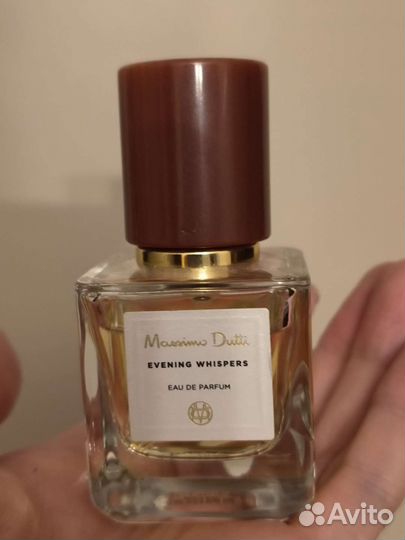 Massimo Dutti
EVENING WHISPERS
EAU DE PARFUM
Avito